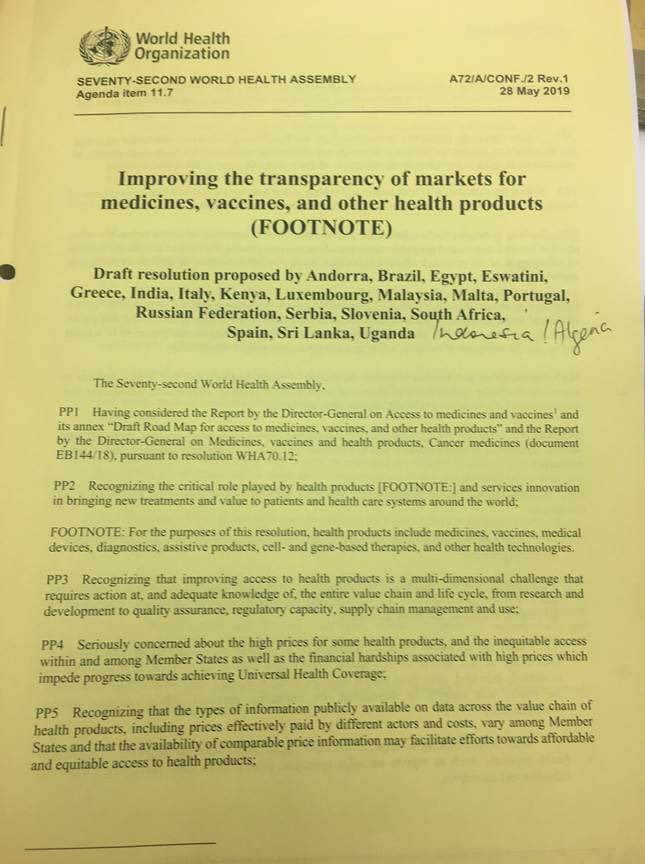 World Health
Organization
SEVENTY-SECOND WORLD HEALTH ASSEMBLY A72/A/CONF./2 Rev.1
Agenda item 11.7 28 May 2019
Improving the transparency of markets for
medicines, vaccines, and other health products
(FOOTNOTE)
Draft resolution proposed by Andorra, Brazil, Egypt, Eswatini,
Greece, India, Italy, Kenya, Luxembourg, Malaysia, Malta, Portugal,
Russian Federation, Serbia, Slovenia, South Africa,
Spain, Sri Lanka, Uganda /Indonesia /Algeria
The Seventy-second World Health Assembly,
PP1 Having considered the Report by the Director-General on Access to medicines and vaccines¹ and
its annex “Draft Road Map for access to medicines, vaccines, and other health products” and the Report
by the Director-General on Medicines, vaccines and health products, Cancer medicines (document
EB144/18), pursuant to resolution WHA70.12;
PP2 Recognizing the critical role played by health products [FOOTNOTE:] and services innovation
in bringing new treatments and value to patients and health care systems around the world;
FOOTNOTE: For the purposes of this resolution, health products include medicines, vaccines, medical
devices, diagnostics, assistive products, cell- and gene-based therapies, and other health technologies.
PP3 Recognizing that improving access to health products is a multi-dimensional challenge that
requires action at, and adequate knowledge of, the entire value chain and life cycle, from research and
development to quality assurance, regulatory capacity, supply chain management and use;
PP4 Seriously concerned about the high prices for some health products, and the inequitable access
within and among Member States as well as the financial hardships associated with high prices which
impede progress towards achieving Universal Health Coverage;
PP5 Recognizing that the types of information publicly available on data across the value chain of
health products, including prices effectively paid by different actors and costs, vary among Member
States and that the availability of comparable price information may facilitate efforts towards affordable
and equitable access to health products;